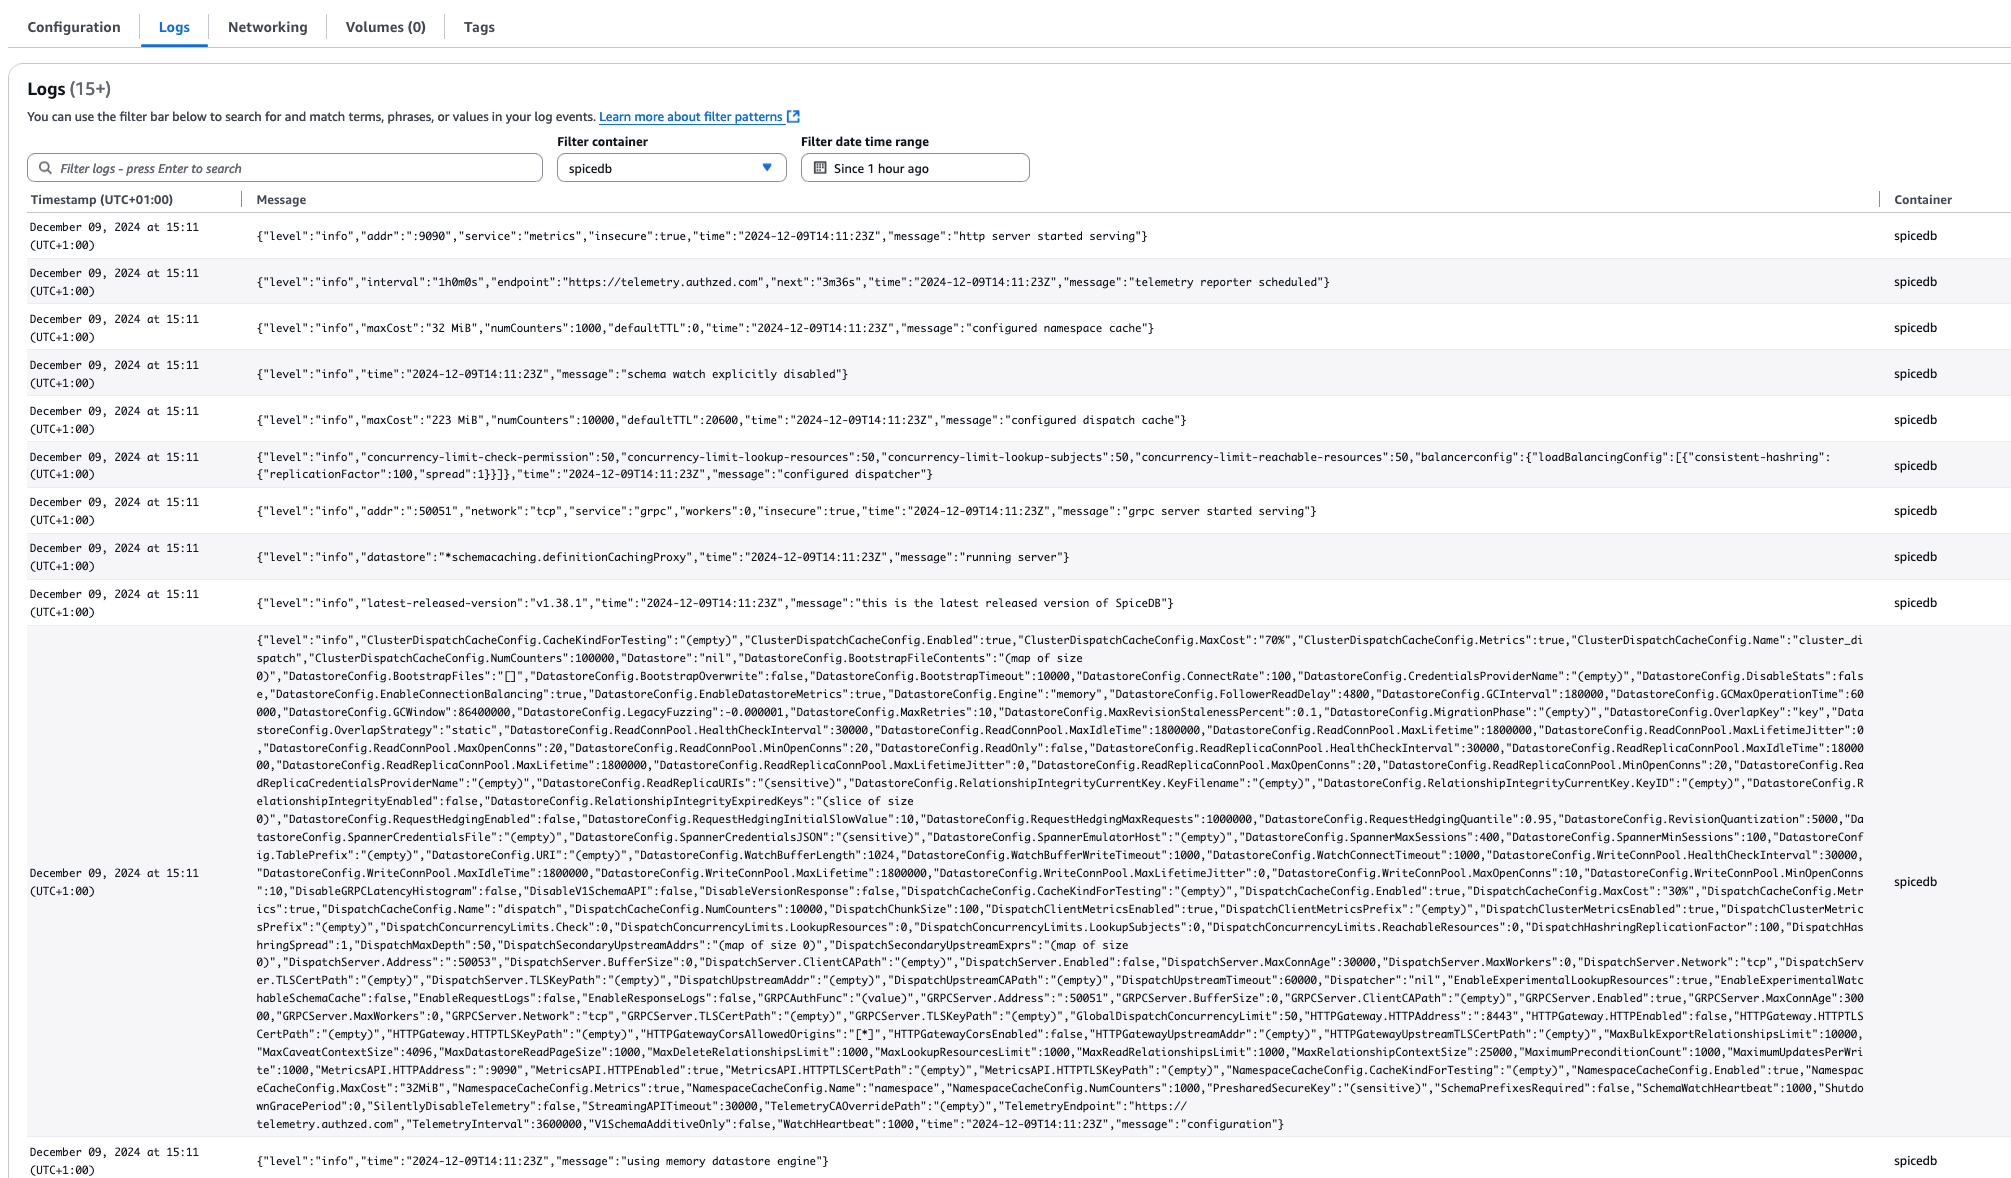 Configuration
Logs
Networking
Volumes (0)
Tags
Logs (15+)
You can use the filter bar below to search for and match terms, phrases, or values in your log events. Learn more about filter patterns
Filter container
Filter date time range
Filter logs - press Enter to search
spicedb
Since 1 hour ago
Timestamp (UTC+01:00)
Message
Container
December 09, 2024 at 15:11
(UTC+1:00)
{"level":"info","addr":":9090","service":"metrics","insecure":true,"time":"2024-12-09T14:11:23Z","message":"http server started serving"}
spicedb
December 09, 2024 at 15:11
(UTC+1:00)
{"level":"info","interval":"1h0m0s","endpoint":"https://telemetry.authzed.com","next":"3m36s","time":"2024-12-09T14:11:23Z","message":"telemetry reporter scheduled"}
spicedb
December 09, 2024 at 15:11
(UTC+1:00)
{"level":"info","maxCost":"32 MiB","numCounters":1000,"defaultTTL":0,"time":"2024-12-09T14:11:23Z","message":"configured namespace cache"}
spicedb
December 09, 2024 at 15:11
(UTC+1:00)
{"level":"info","time":"2024-12-09T14:11:23Z","message":"schema watch explicitly disabled"}
spicedb
December 09, 2024 at 15:11
(UTC+1:00)
{"level":"info","maxCost":"223 MiB","numCounters":10000,"defaultTTL":20600,"time":"2024-12-09T14:11:23Z","message":"configured dispatch cache"}
spicedb
December 09, 2024 at 15:11
(UTC+1:00)
{"level":"info","concurrency-limit-check-permission":50,"concurrency-limit-lookup-resources":50,"concurrency-limit-lookup-subjects":50,"concurrency-limit-reachable-resources":50,"balancerconfig":{"loadBalancingConfig":[{"consistent-hashring":
{"replicationFactor":100,"spread":1}}]},"time":"2024-12-09T14:11:23Z","message":"configured dispatcher"}
spicedb
December 09, 2024 at 15:11
(UTC+1:00)
{"level":"info","addr":":50051","network":"tcp","service":"grpc","workers":0,"insecure":true,"time":"2024-12-09T14:11:23Z","message":"grpc server started serving"}
spicedb
December 09, 2024 at 15:11
(UTC+1:00)
{"level":"info","datastore":"*schemacaching.definitionCachingProxy","time":"2024-12-09T14:11:23Z","message":"running server"}
spicedb
December 09, 2024 at 15:11
(UTC+1:00)
{"level":"info","latest-released-version":"v1.38.1","time":"2024-12-09T14:11:23Z","message":"this is the latest released version of SpiceDB"}
spicedb
December 09, 2024 at 15:11
(UTC+1:00)
{"level":"info","ClusterDispatchCacheConfig.CacheKindForTesting":"(empty)","ClusterDispatchCacheConfig.Enabled":true,"ClusterDispatchCacheConfig.MaxCost":"70%","ClusterDispatchCacheConfig.Metrics":true,"ClusterDispatchCacheConfig.Name":"cluster_di
spatch","ClusterDispatchCacheConfig.NumCounters":100000,"Datastore":"nil","DatastoreConfig.BootstrapFileContents":"(map of size
0)","DatastoreConfig.BootstrapFiles":"[]","DatastoreConfig.BootstrapOverwrite":false,"DatastoreConfig.BootstrapTimeout":10000,"DatastoreConfig.ConnectRate":100,"DatastoreConfig.CredentialsProviderName":"(empty)","DatastoreConfig.DisableStats":fals
e,"DatastoreConfig.EnableConnectionBalancing":true,"DatastoreConfig.EnableDatastoreMetrics":true,"DatastoreConfig.Engine":"memory","DatastoreConfig.FollowerReadDelay":4800,"DatastoreConfig.GCInterval":180000,"DatastoreConfig.GCMaxOperationTime":60
000,"DatastoreConfig.GCWindow":86400000,"DatastoreConfig.LegacyFuzzing":-0.000001,"DatastoreConfig.MaxRetries":10,"DatastoreConfig.MaxRevisionStalenessPercent":0.1,"DatastoreConfig.MigrationPhase":"(empty)","DatastoreConfig.OverlapKey":"key","Data
storeConfig.OverlapStrategy":"static","DatastoreConfig.ReadConnPool.HealthCheckInterval":30000,"DatastoreConfig.ReadConnPool.MaxIdleTime":1800000,"DatastoreConfig.ReadConnPool.MaxLifetime":1800000,"DatastoreConfig.ReadConnPool.MaxLifetimeJitter":0
,"DatastoreConfig.ReadConnPool.MaxOpenConns":20,"DatastoreConfig.ReadConnPool.MinOpenConns":20,"DatastoreConfig.ReadOnly":false,"DatastoreConfig.ReadReplicaConnPool.HealthCheckInterval":30000,"DatastoreConfig.ReadReplicaConnPool.MaxIdleTime":18000
00,"DatastoreConfig.ReadReplicaConnPool.MaxLifetime":1800000,"DatastoreConfig.ReadReplicaConnPool.MaxLifetimeJitter":0,"DatastoreConfig.ReadReplicaConnPool.MaxOpenConns":20,"DatastoreConfig.ReadReplicaConnPool.MinOpenConns":20,"DatastoreConfig.Rea
dReplicaCredentialsProviderName":"(empty)","DatastoreConfig.ReadReplicaURIs":"(sensitive)","DatastoreConfig.RelationshipIntegrityCurrentKey.KeyFilename":"(empty)","DatastoreConfig.RelationshipIntegrityCurrentKey.KeyID":"(empty)","DatastoreConfig.R
elationshipIntegrityEnabled":false,"DatastoreConfig.RelationshipIntegrityExpiredKeys":"(slice of size
0)","DatastoreConfig.RequestHedgingEnabled":false,"DatastoreConfig.RequestHedgingInitialSlowValue":10,"DatastoreConfig.RequestHedgingMaxRequests":1000000,"DatastoreConfig.RequestHedgingQuantile":0.95,"DatastoreConfig.RevisionQuantization":5000,"Da
tastoreConfig.SpannerCredentialsFile":"(empty)","DatastoreConfig.SpannerCredentialsJSON":"(sensitive)","DatastoreConfig.SpannerEmulatorHost":"(empty)","DatastoreConfig.SpannerMaxSessions":400,"DatastoreConfig.SpannerMinSessions":100,"DatastoreConf
ig.TablePrefix":"(empty)","DatastoreConfig.URI":"(empty)","DatastoreConfig.WatchBufferLength":1024,"DatastoreConfig.WatchBufferWriteTimeout":1000,"DatastoreConfig.WatchConnectTimeout":1000,"DatastoreConfig.WriteConnPool.HealthCheckInterval":30000,
"DatastoreConfig.WriteConnPool.MaxIdleTime":1800000,"DatastoreConfig.WriteConnPool.MaxLifetime":1800000,"DatastoreConfig.WriteConnPool.MaxLifetimeJitter":0,"DatastoreConfig.WriteConnPool.MaxOpenConns":10,"DatastoreConfig.WriteConnPool.MinOpenConns
":10,"DisableGRPCLatencyHistogram":false,"DisableV1SchemaAPI":false,"DisableVersionResponse":false,"DispatchCacheConfig.CacheKindForTesting":"(empty)","DispatchCacheConfig.Enabled":true,"DispatchCacheConfig.MaxCost":"30%","DispatchCacheConfig.Metr
ics":true,"DispatchCacheConfig.Name":"dispatch","DispatchCacheConfig.NumCounters":10000,"DispatchChunkSize":100,"DispatchClientMetricsEnabled":true,"DispatchClientMetricsPrefix":"(empty)","DispatchClusterMetricsEnabled":true,"DispatchClusterMetric
sPrefix":"(empty)","DispatchConcurrencyLimits.Check":0,"DispatchConcurrencyLimits.LookupResources":0,"DispatchConcurrencyLimits.LookupSubjects":0,"DispatchConcurrencyLimits.ReachableResources":0,"DispatchHashringReplicationFactor":100,"DispatchHas
hringSpread":1,"DispatchMaxDepth":50,"DispatchSecondaryUpstreamAddrs":"(map of size 0)","DispatchSecondaryUpstreamExprs":"(map of size
0)","DispatchServer.Address":":50053","DispatchServer.BufferSize":0,"DispatchServer.ClientCAPath":"(empty)","DispatchServer.Enabled":false,"DispatchServer.MaxConnAge":30000,"DispatchServer.MaxWorkers":0,"DispatchServer.Network":"tcp","DispatchServ
er.TLSCertPath":"(empty)","DispatchServer.TLSKeyPath":"(empty)","DispatchUpstreamAddr":"(empty)","DispatchUpstreamCAPath":"(empty)","DispatchUpstreamTimeout":60000,"Dispatcher":"nil","EnableExperimentalLookupResources":true,"EnableExperimentalWatc
hableSchemaCache":false,"EnableRequestLogs":false,"EnableResponseLogs":false,"GRPCAuthFunc":"(value)","GRPCServer.Address":":50051","GRPCServer.BufferSize":0,"GRPCServer.ClientCAPath":"(empty)","GRPCServer.Enabled":true,"GRPCServer.MaxConnAge":300
00,"GRPCServer.MaxWorkers":0,"GRPCServer.Network":"tcp","GRPCServer.TLSCertPath":"(empty)","GRPCServer.TLSKeyPath":"(empty)","GlobalDispatchConcurrencyLimit":50,"HTTPGateway.HTTPAddress":":8443","HTTPGateway.HTTPEnabled":false,"HTTPGateway.HTTPTLS
CertPath":"(empty)","HTTPGateway.HTTPTLSKeyPath":"(empty)","HTTPGatewayCorsAllowedOrigins":"[*]","HTTPGatewayCorsEnabled":false,"HTTPGatewayUpstreamAddr":"(empty)","HTTPGatewayUpstreamTLSCertPath":"(empty)","MaxBulkExportRelationshipsLimit":10000,
"MaxCaveatContextSize":4096,"MaxDatastoreReadPageSize":1000,"MaxDeleteRelationshipsLimit":1000,"MaxLookupResourcesLimit":1000,"MaxReadRelationshipsLimit":1000,"MaxRelationshipContextSize":25000,"MaximumPreconditionCount":1000,"MaximumUpdatesPerWri
te":1000,"MetricsAPI.HTTPAddress":":9090","MetricsAPI.HTTPEnabled":true,"MetricsAPI.HTTPTLSCertPath":"(empty)","MetricsAPI.HTTPTLSKeyPath":"(empty)","NamespaceCacheConfig.CacheKindForTesting":"(empty)","NamespaceCacheConfig.Enabled":true,"Namespac
eCacheConfig.MaxCost":"32MiB","NamespaceCacheConfig.Metrics":true,"NamespaceCacheConfig.Name":"namespace","NamespaceCacheConfig.NumCounters":1000,"PresharedSecureKey":"(sensitive)","SchemaPrefixesRequired":false,"SchemaWatchHeartbeat":1000,"Shutdo
wnGracePeriod":0,"SilentlyDisableTelemetry":false,"StreamingAPITimeout":30000,"TelemetryCAOverridePath":"(empty)","TelemetryEndpoint":"https://
telemetry.authzed.com","TelemetryInterval":3600000,"V1SchemaAdditiveOnly":false,"WatchHeartbeat":1000,"time":"2024-12-09T14:11:23Z","message":"configuration"}
spicedb
December 09, 2024 at 15:11
(UTC+1:00)
{"level":"info","time":"2024-12-09T14:11:23Z","message":"using memory datastore engine"}
spicedb